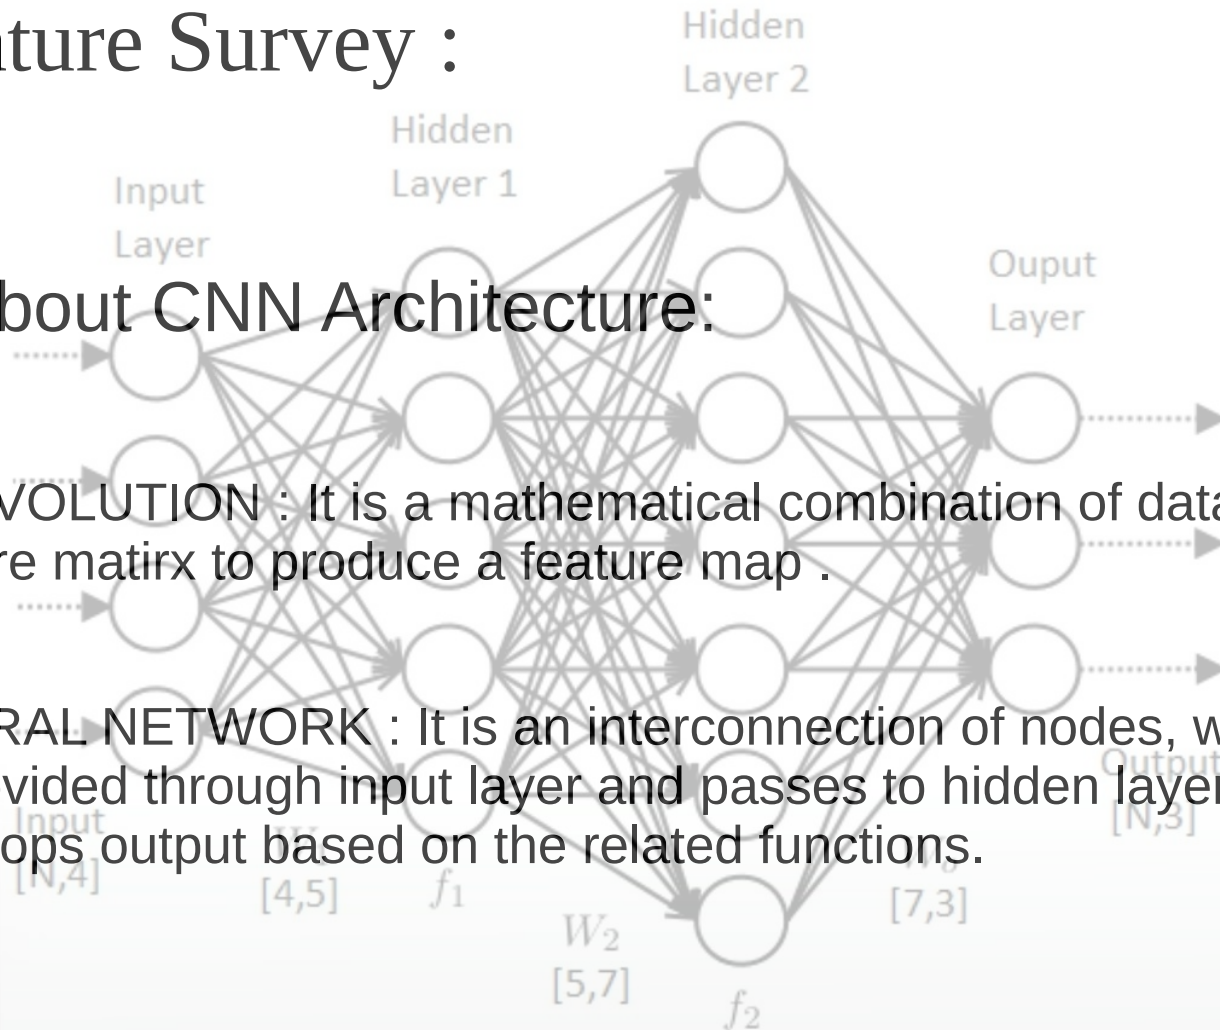 ature Survey :
Hidden
Layer 2
Hidden
Layer 1
Input
Layer
Ouput
Layer
bout CNN Architecture:
VOLUTION : It is a mathematical combination of data
re matirx to produce a feature map .
RAL NETWORK : It is an interconnection of nodes, w
vided through input layer and passes to hidden layer
ops output based on the related functions.
Output
[N,3]
Input
[N,4]
[4,5]
f₁
W₂
[5,7]
[7,3]
f₂